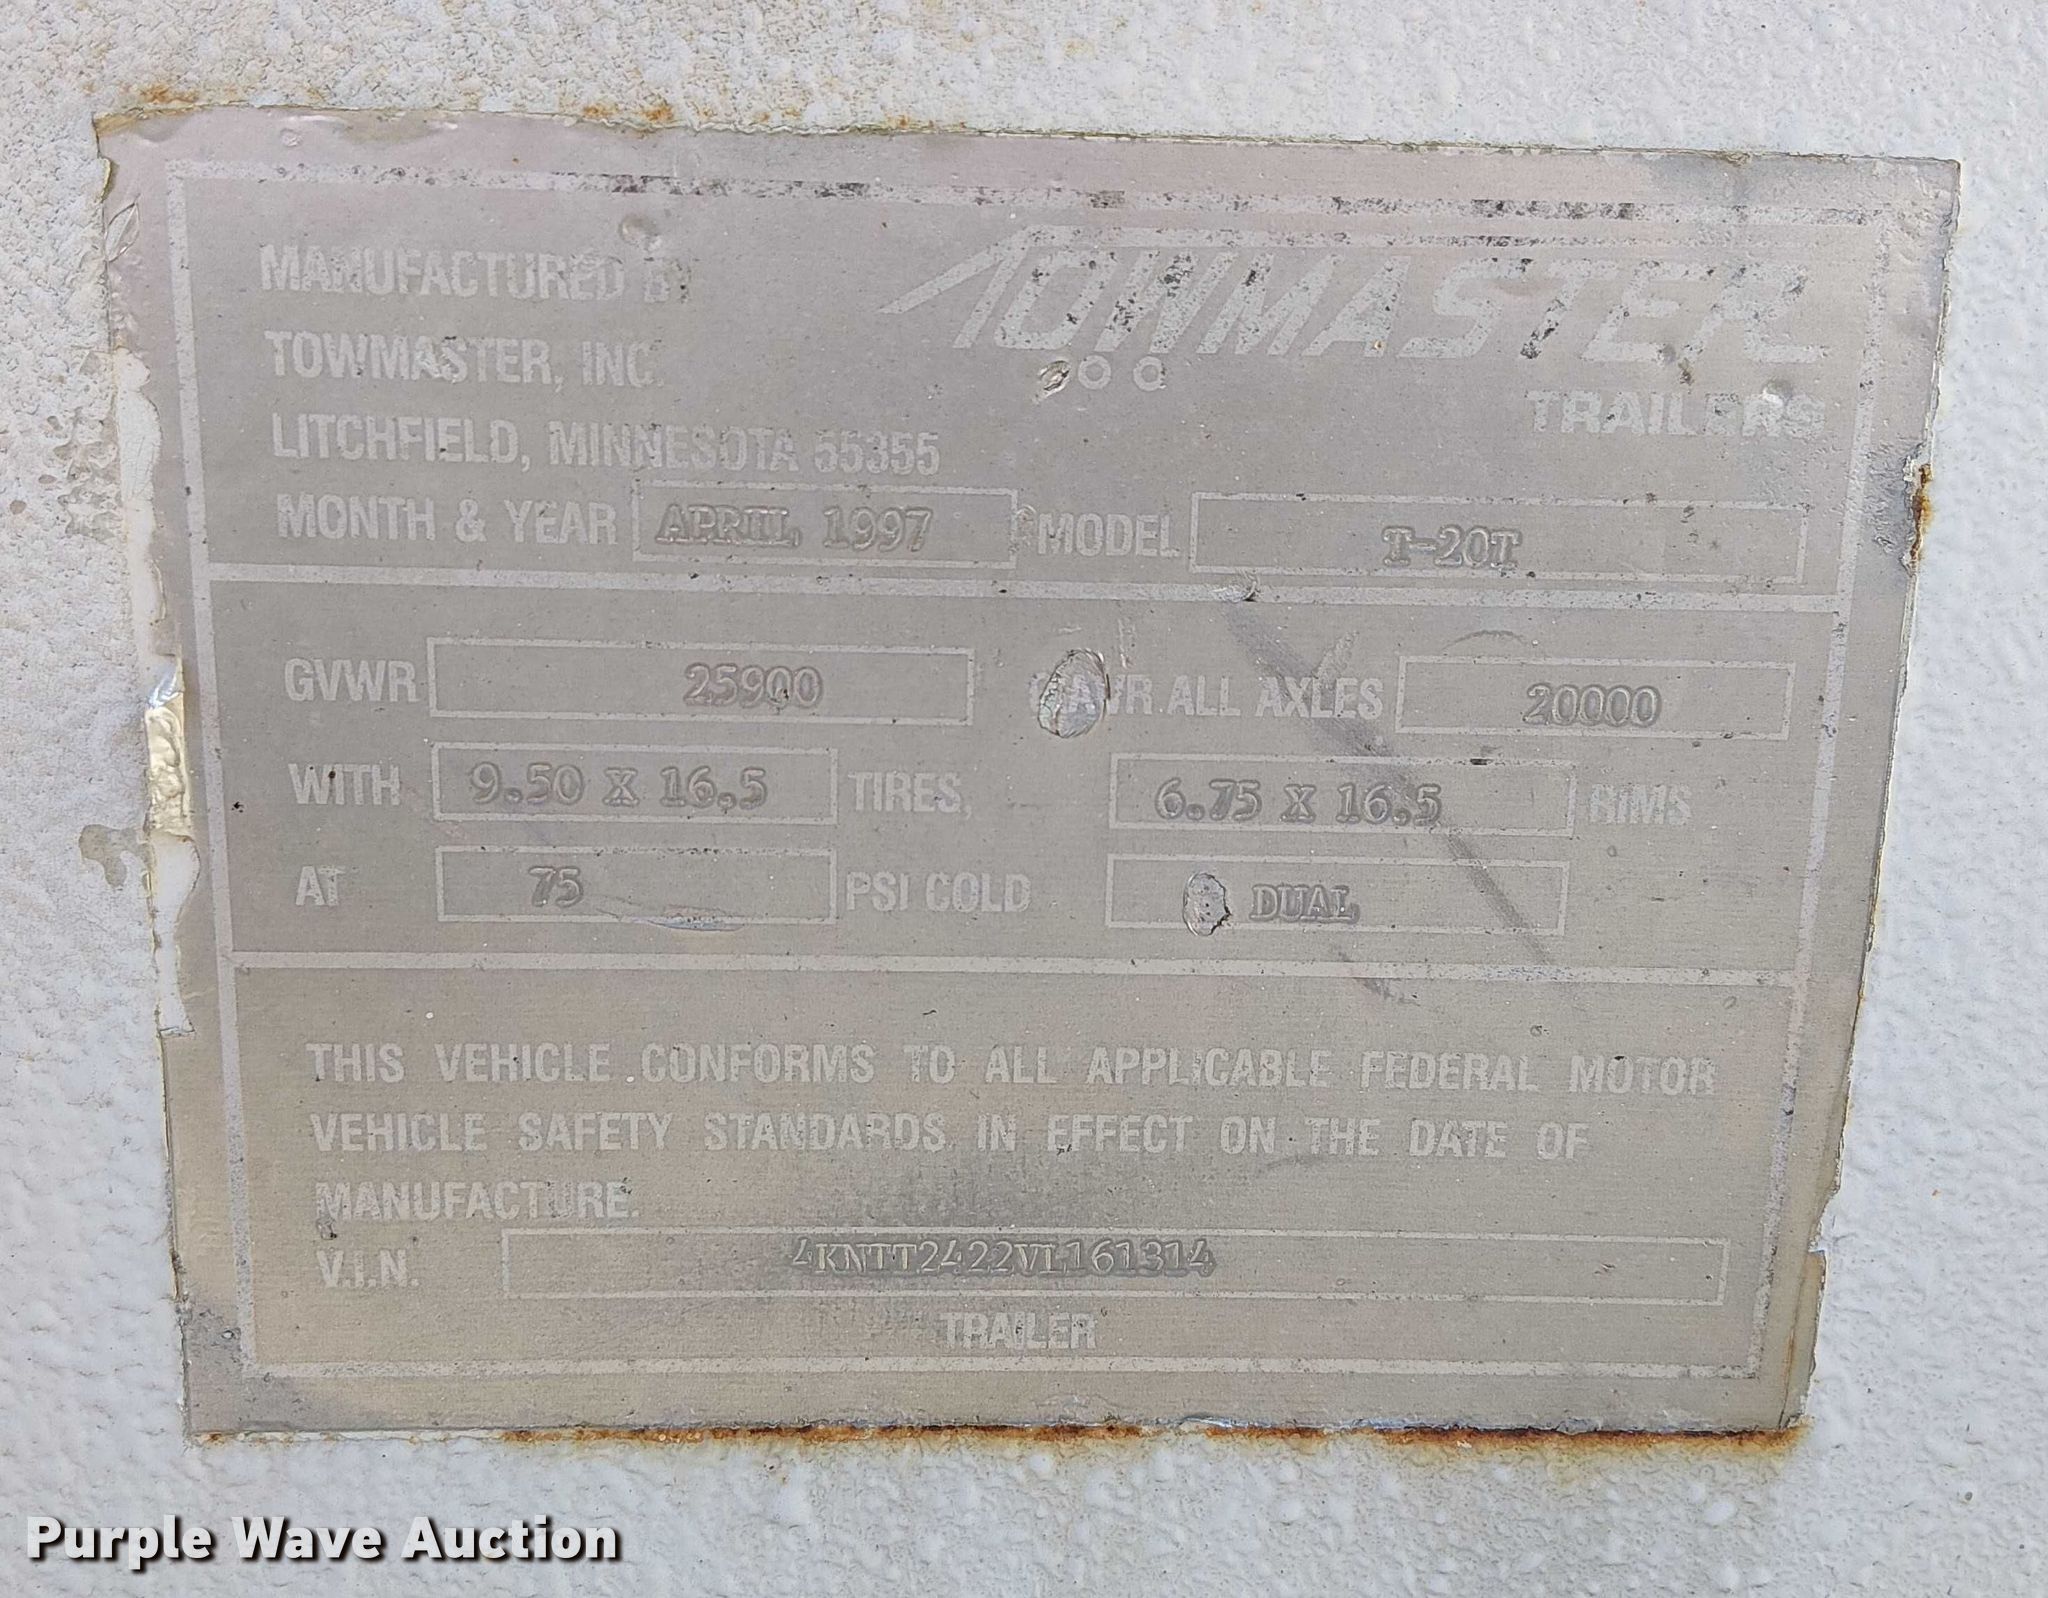 MANUFACTURED BY
TOWMASTER, INC.
LITCHFIELD, MINNESOTA 55355
TOWMASTER
TRAILERS
MONTH & YEAR APRIL 1997 MODEL T-20T
GVWR 25900 GAWR ALL AXLES 20000
WITH 9.50 X 16.5 TIRES, 6.75 X 16.5 RIMS
AT 75 PSI COLD DUAL
THIS VEHICLE CONFORMS TO ALL APPLICABLE FEDERAL MOTOR
VEHICLE SAFETY STANDARDS IN EFFECT ON THE DATE OF
MANUFACTURE.
V.I.N. 4KNTT2422VL161314
TRAILER
Purple Wave Auction